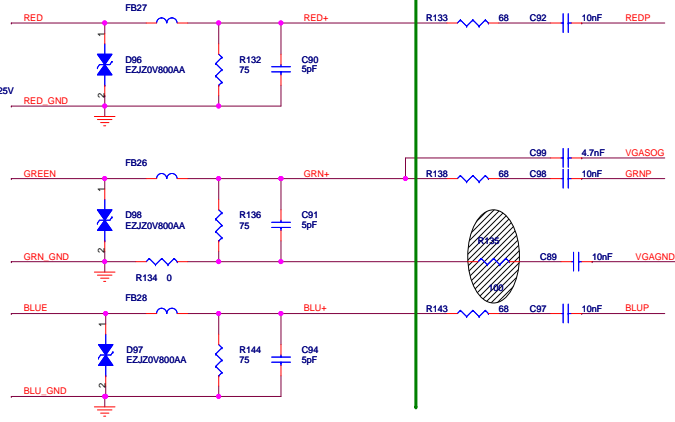 FB27
RED RED+ R133 68 C92 10nF REDP
1
D96 R132 C90
EZJZ0V800AA 75 5pF
25V
2
RED_GND
FB26
C99 4.7nF VGASOG
GREEN GRN+ R138 68 C98 10nF GRNP
1
D98 R136 C91
EZJZ0V800AA 75 5pF
R135
2
GRN_GND C89 10nF VGAGND
R134 0
100
FB28
BLUE BLU+ R143 68 C97 10nF BLUP
1
D97 R144 C94
EZJZ0V800AA 75 5pF
2
BLU_GND